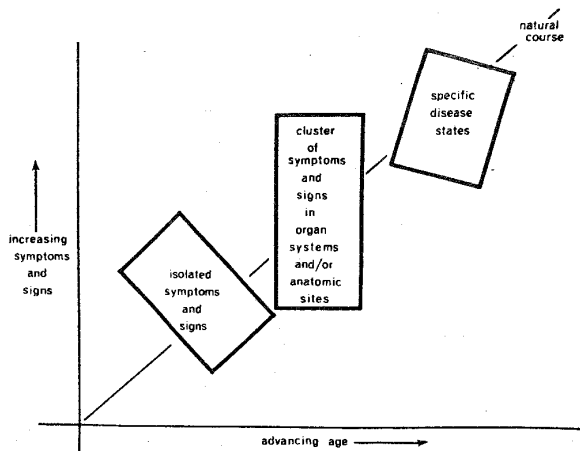 natural
course
specific
disease
states
cluster
of
symptoms
and
signs
in
organ
systems
and/or
anatomic
sites
increasing
symptoms
and
signs
isolated
symptoms
and
signs
advancing age